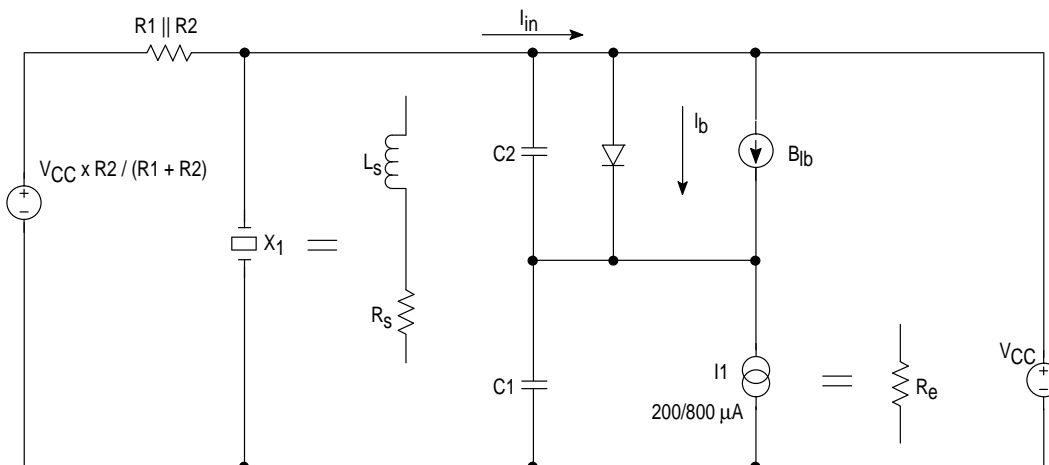 R1 || R2
Iin
VCC x R2 / (R1 + R2)
+
−
X1
Ls
Rs
C2
Ib
BIb
C1
I1
200/800 µA
Re
VCC
+
−